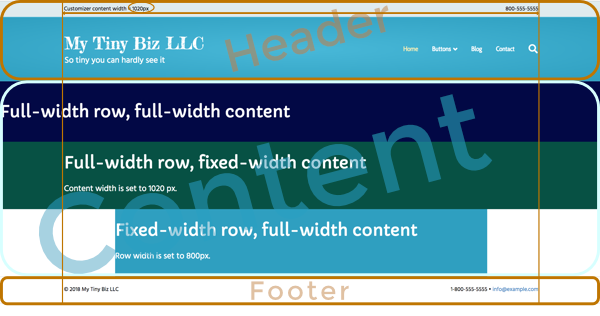 Customizer content width 1020px
800-555-5555
My Tiny Biz LLC
So tiny you can hardly see it
Home Buttons Blog Contact
Header
Full-width row, full-width content
Full-width row, fixed-width content
Content width is set to 1020 px.
Content
Fixed-width row, full-width content
Row width is set to 800px.
© 2018 My Tiny Biz LLC
Footer
1-800-555-5555 • info@example.com